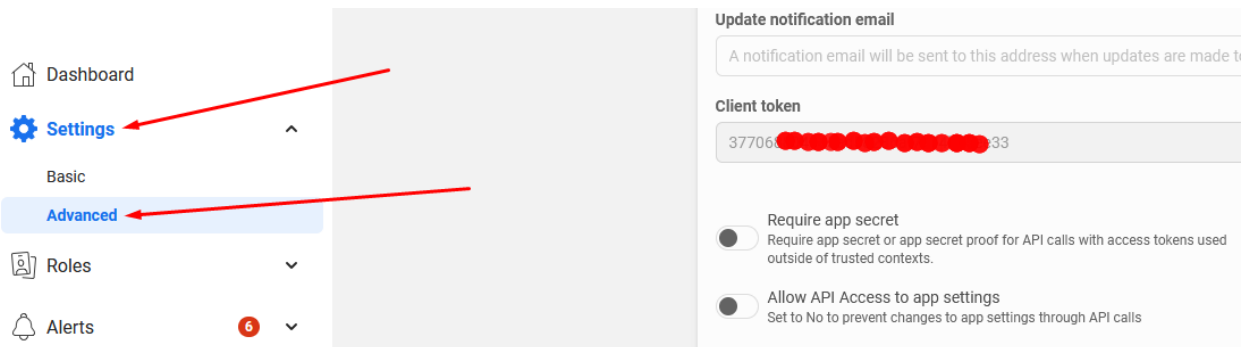 Dashboard
Settings
Basic
Advanced
Roles
Alerts
6
Update notification email
A notification email will be sent to this address when updates are made
Client token
Require app secret
Require app secret or app secret proof for API calls with access tokens used
outside of trusted contexts.
Allow API Access to app settings
Set to No to prevent changes to app settings through API calls